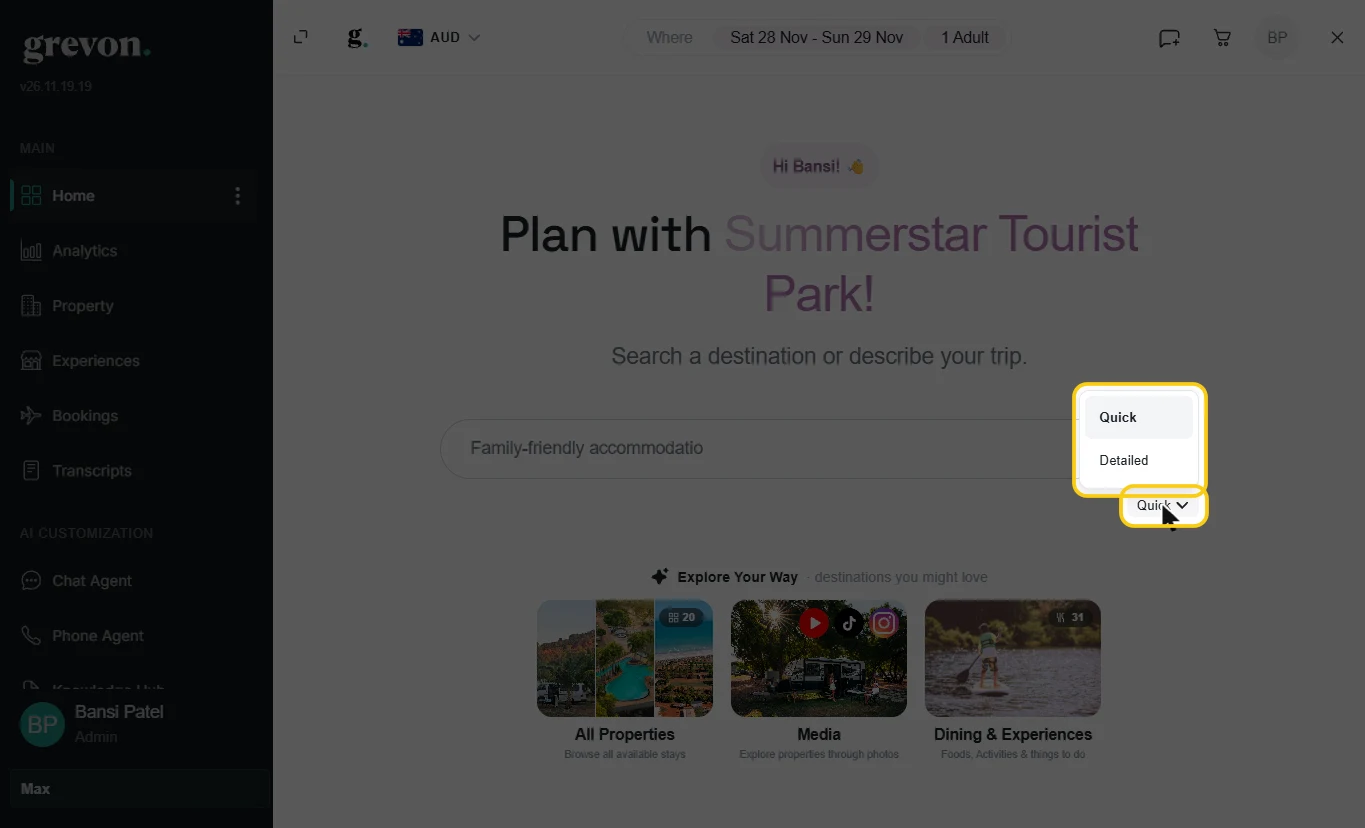 grevon.
v26.11.19.19
MAIN
Home
Analytics
Property
Experiences
Bookings
Transcripts
AI CUSTOMIZATION
Chat Agent
Phone Agent
Knowledge Hub
BP
Bansi Patel
Admin
Max
g.
AUD
Where
Sat 28 Nov - Sun 29 Nov
1 Adult
BP
Hi Bansi! 👋
Plan with Summerstar Tourist
Park!
Search a destination or describe your trip.
Family-friendly accommodatio
Quick
Detailed
Quick
Explore Your Way · destinations you might love
20
31
All Properties
Browse all available stays
Media
Explore properties through photos
Dining & Experiences
Foods, Activities & things to do